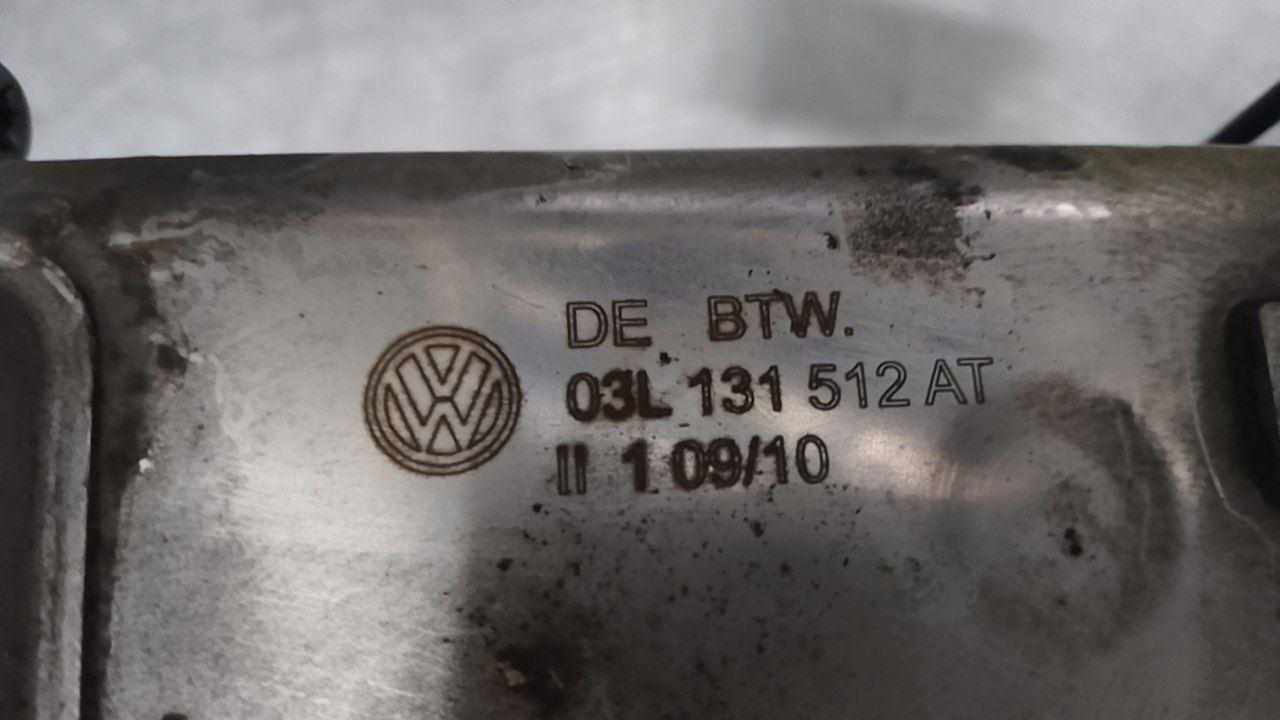 DE BTW.
03L 131 512 AT
II 1 09/10